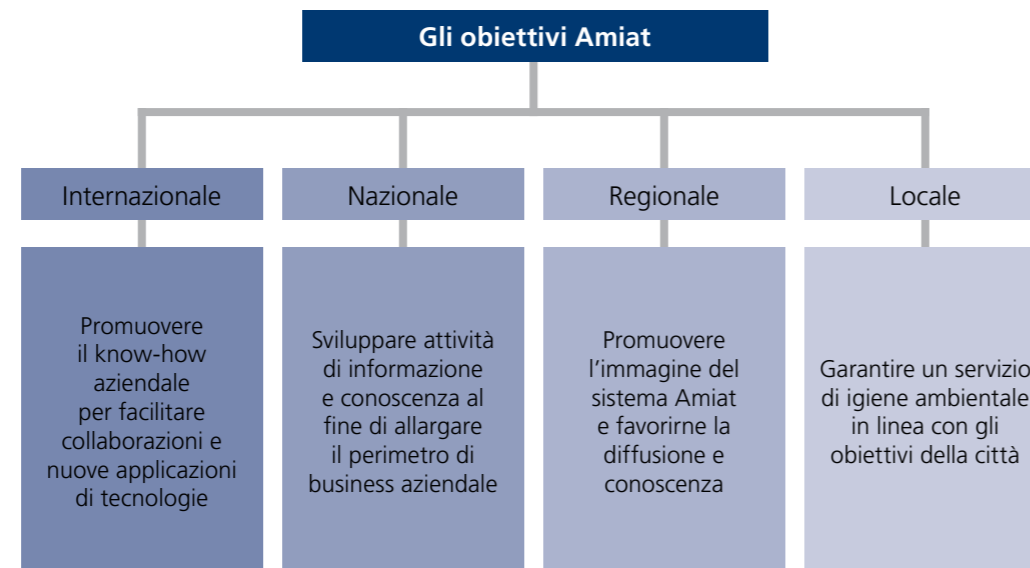 Gli obiettivi Amiat
Internazionale
Nazionale
Regionale
Locale
Promuovere
il know-how
aziendale
per facilitare
collaborazioni e
nuove applicazioni
di tecnologie
Sviluppare attività
di informazione
e conoscenza al
fine di allargare
il perimetro di
business aziendale
Promuovere
l’immagine del
sistema Amiat
e favorirne la
diffusione e
conoscenza
Garantire un servizio
di igiene ambientale
in linea con gli
obiettivi della città